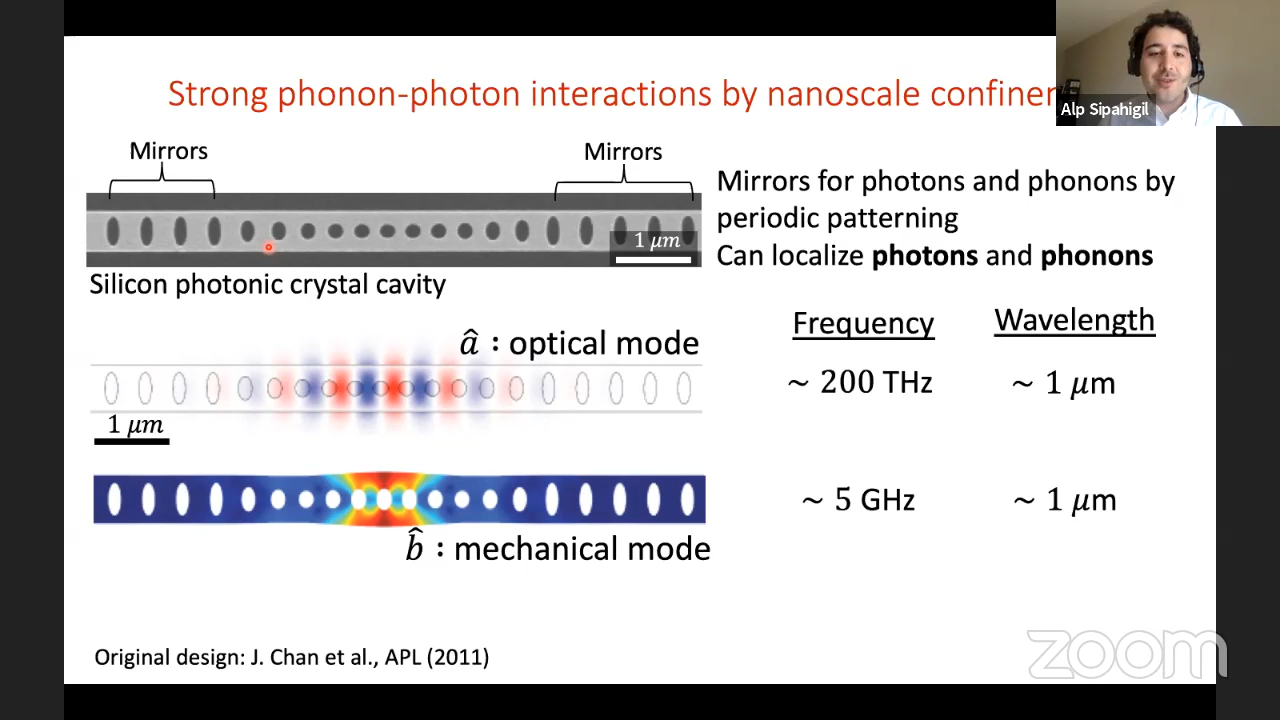 Strong phonon-photon interactions by nanoscale
Alp Sipahigil
Mirrors
Mirrors
1 μm
Silicon photonic crystal cavity
Mirrors for photons and phonons by
periodic patterning
Can localize photons and phonons
Frequency
Wavelength
â : optical mode
~ 200 THz
~ 1 μm
1 μm
~ 5 GHz
~ 1 μm
b̂ : mechanical mode
Original design: J. Chan et al., APL (2011)
zoom